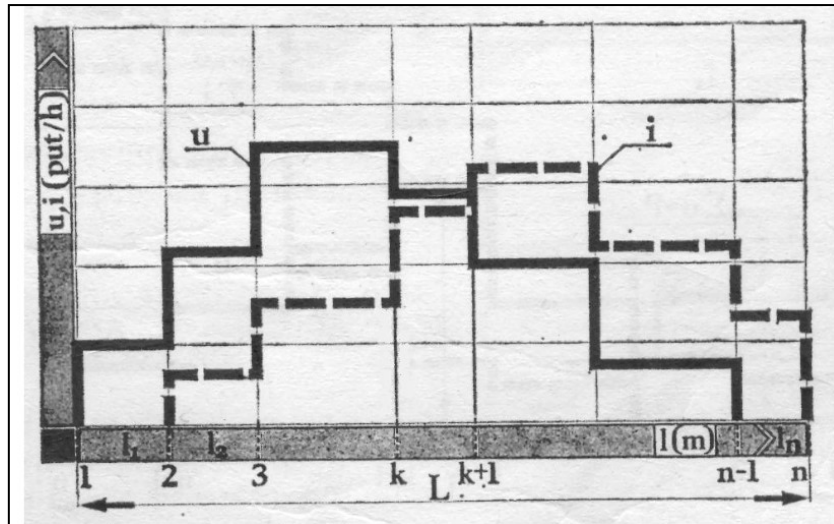 u,i (put/h)
u
i
l₁ l₂ l(m) lₙ
1 2 3 k k+1 n-1 n
L